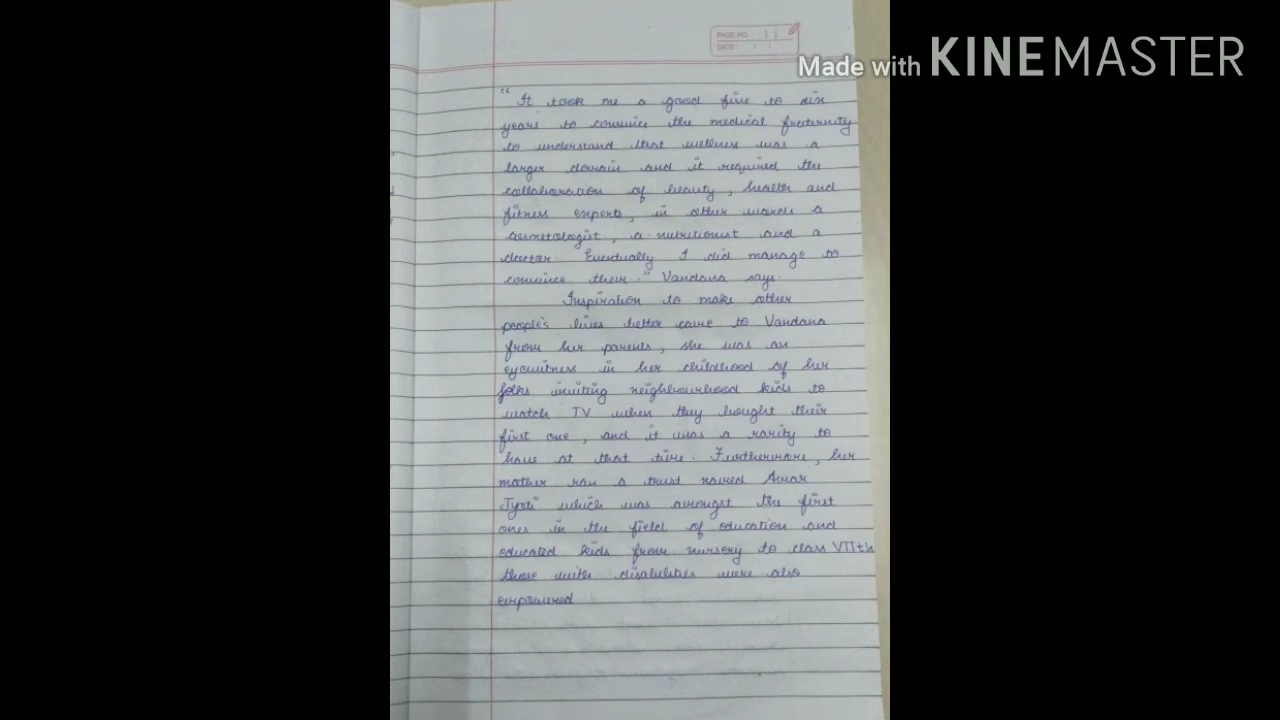 PAGE NO.
DATE:
Made with KINEMASTER
"It took me a good five to six
years to convince the medical fraternity
to understand that wellness was a
larger domain and it required the
collaboration of beauty, health and
fitness experts, in other words a
cosmetologist, a nutritionist and a
doctor. Eventually I did manage to
convince them." Vandana says.
Inspiration to make other
people's lives better came to Vandana
from her parents, she was an
eyewitness in her childhood of her
folks inviting neighbourhood kids to
watch TV when they bought their
first one, and it was a rarity to
have at that time. Furthermore, her
mother ran a trust named Amar
Jyoti which was amongst the first
ones in the field of education and
educated kids from nursery to class VIIth
those with disabilities were also
empowered